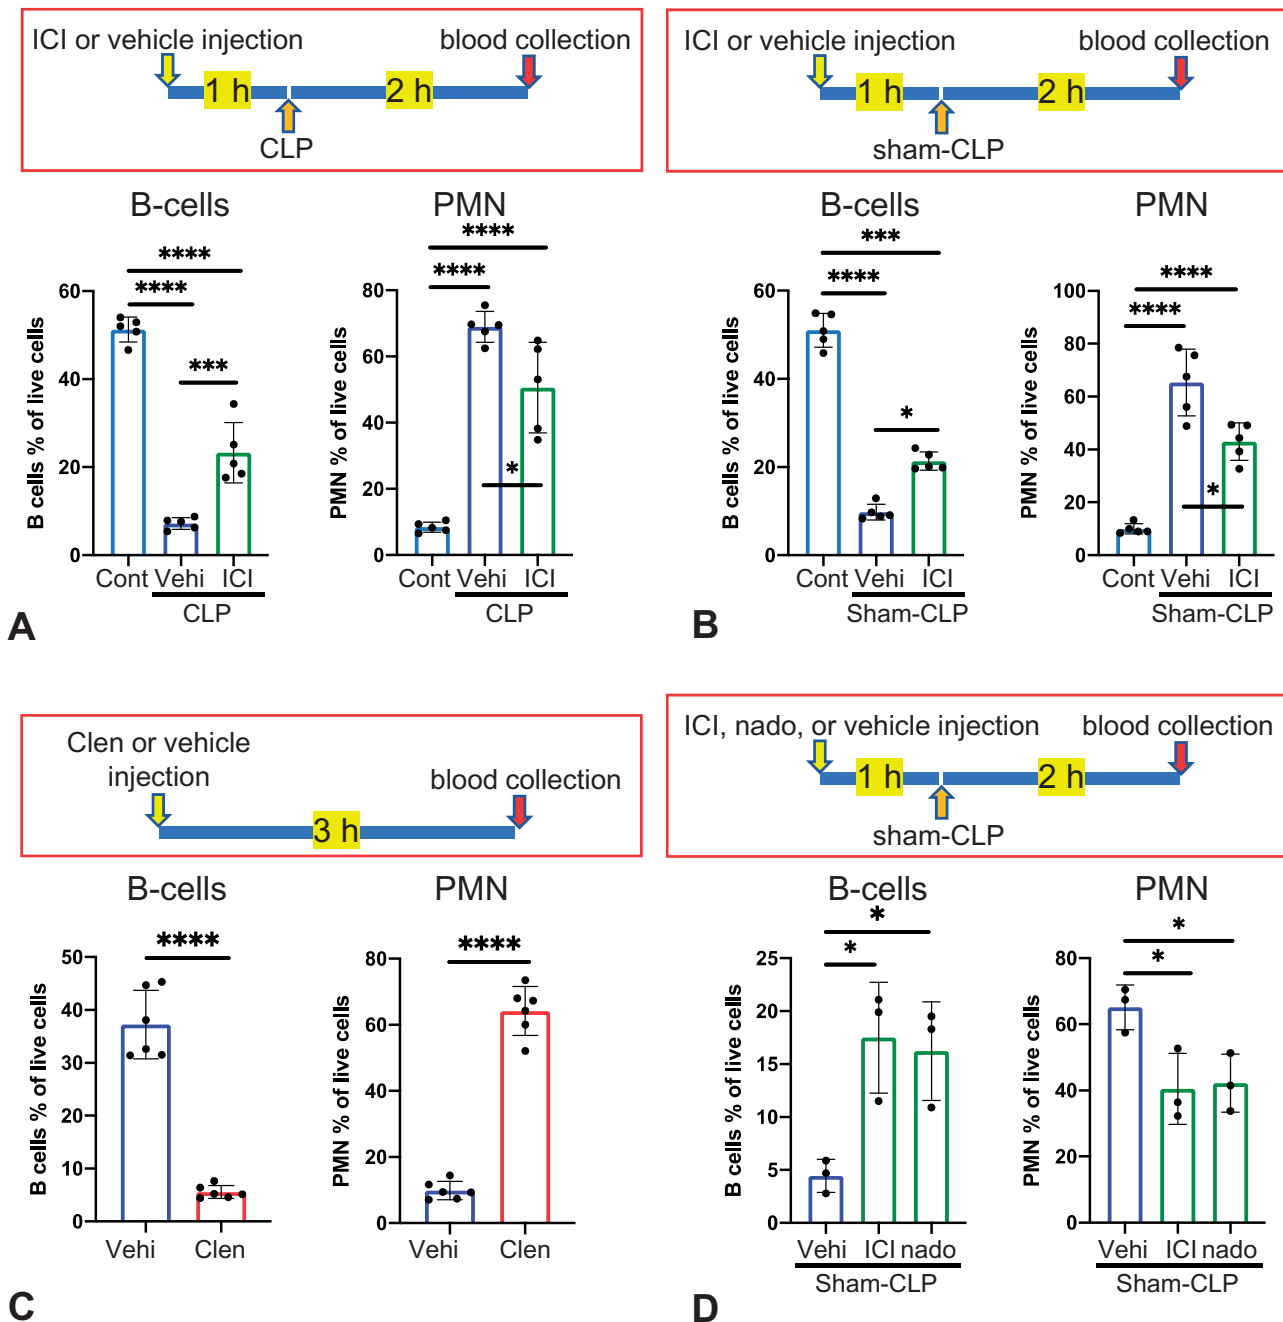 ICI or vehicle injection
blood collection
1 h
2 h
CLP
B-cells
PMN
****
****
***
B cells % of live cells
60
40
20
0
Cont Vehi ICI
CLP
****
****
*
PMN % of live cells
80
60
40
20
0
Cont Vehi ICI
CLP
A
ICI or vehicle injection
blood collection
1 h
2 h
sham-CLP
B-cells
PMN
***
****
*
B cells % of live cells
60
40
20
0
Cont Vehi ICI
Sham-CLP
****
****
*
PMN % of live cells
100
80
60
40
20
0
Cont Vehi ICI
Sham-CLP
B
Clen or vehicle
injection
blood collection
3 h
B-cells
PMN
****
B cells % of live cells
50
40
30
20
10
0
Vehi Clen
****
PMN % of live cells
80
60
40
20
0
Vehi Clen
C
ICI, nado, or vehicle injection
blood collection
1 h
2 h
sham-CLP
B-cells
PMN
*
*
B cells % of live cells
25
20
15
10
5
0
Vehi ICI nado
Sham-CLP
*
*
PMN % of live cells
80
60
40
20
0
Vehi ICI nado
Sham-CLP
D